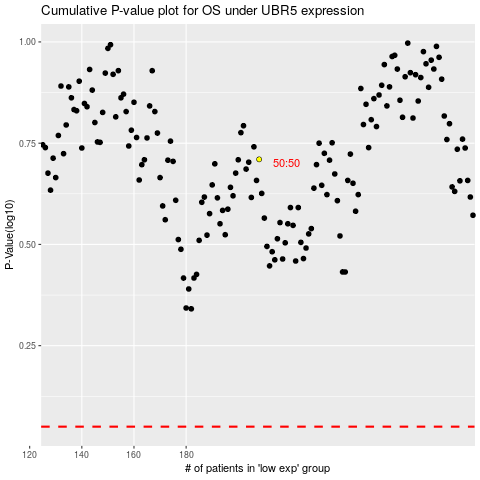 Cumulative P-value plot for OS under UBR5 expression
P-Value(log10)
1.00
0.75
0.50
0.25
50:50
120 140 160 180
# of patients in 'low exp' group